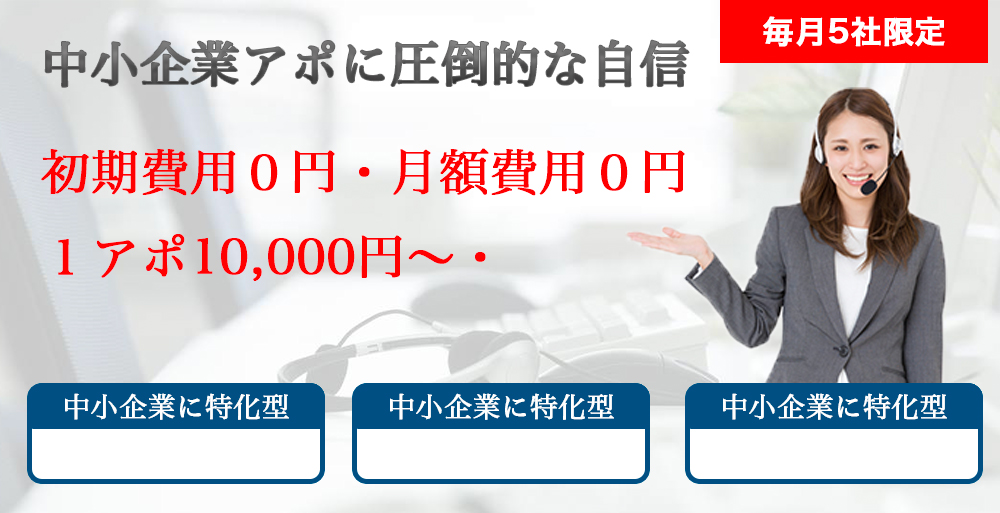 毎月5社限定
中小企業アポに圧倒的な自信
初期費用０円・月額費用０円
１アポ10,000円〜・
中小企業に特化型
中小企業に特化型
中小企業に特化型